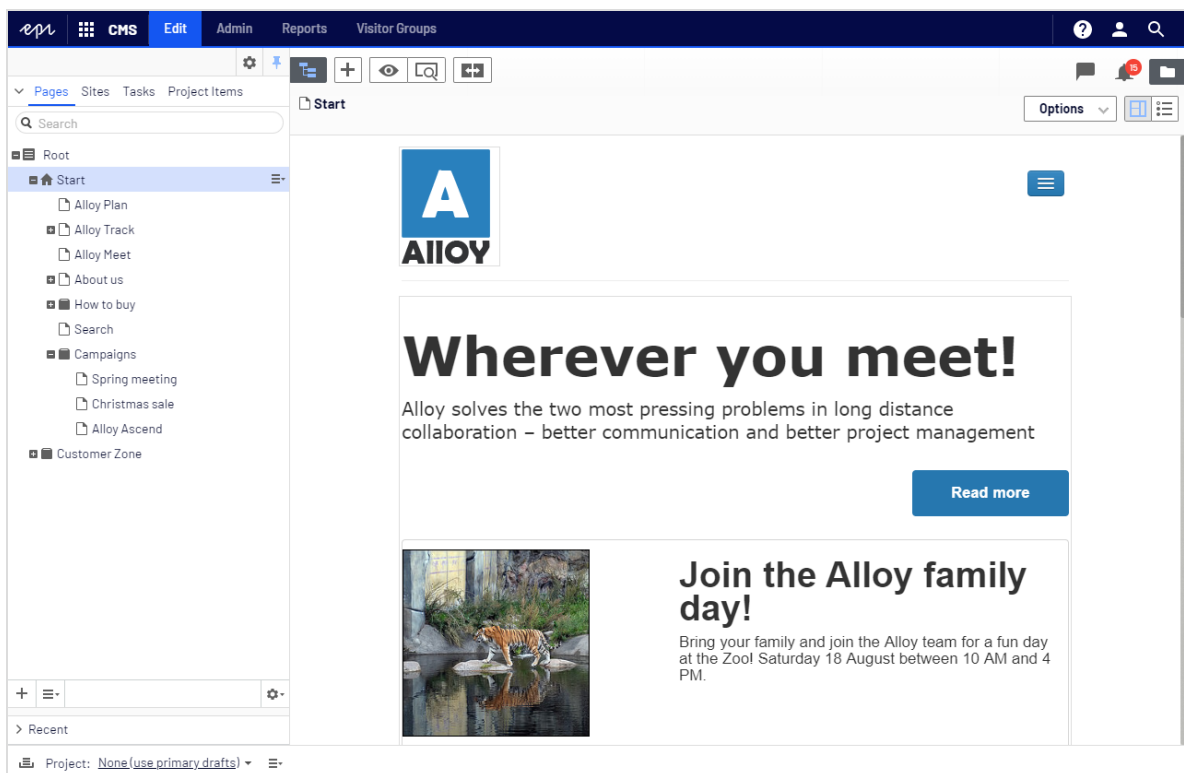 epi CMS Edit Admin Reports Visitor Groups
15
Pages Sites Tasks Project Items
Search
Root
Start
Alloy Plan
Alloy Track
Alloy Meet
About us
How to buy
Search
Campaigns
Spring meeting
Christmas sale
Alloy Ascend
Customer Zone
Recent
Project: None (use primary drafts)
Start
Options
A
AllOY
Wherever you meet!
Alloy solves the two most pressing problems in long distance
collaboration – better communication and better project management
Read more
Join the Alloy family
day!
Bring your family and join the Alloy team for a fun day
at the Zoo! Saturday 18 August between 10 AM and 4
PM.